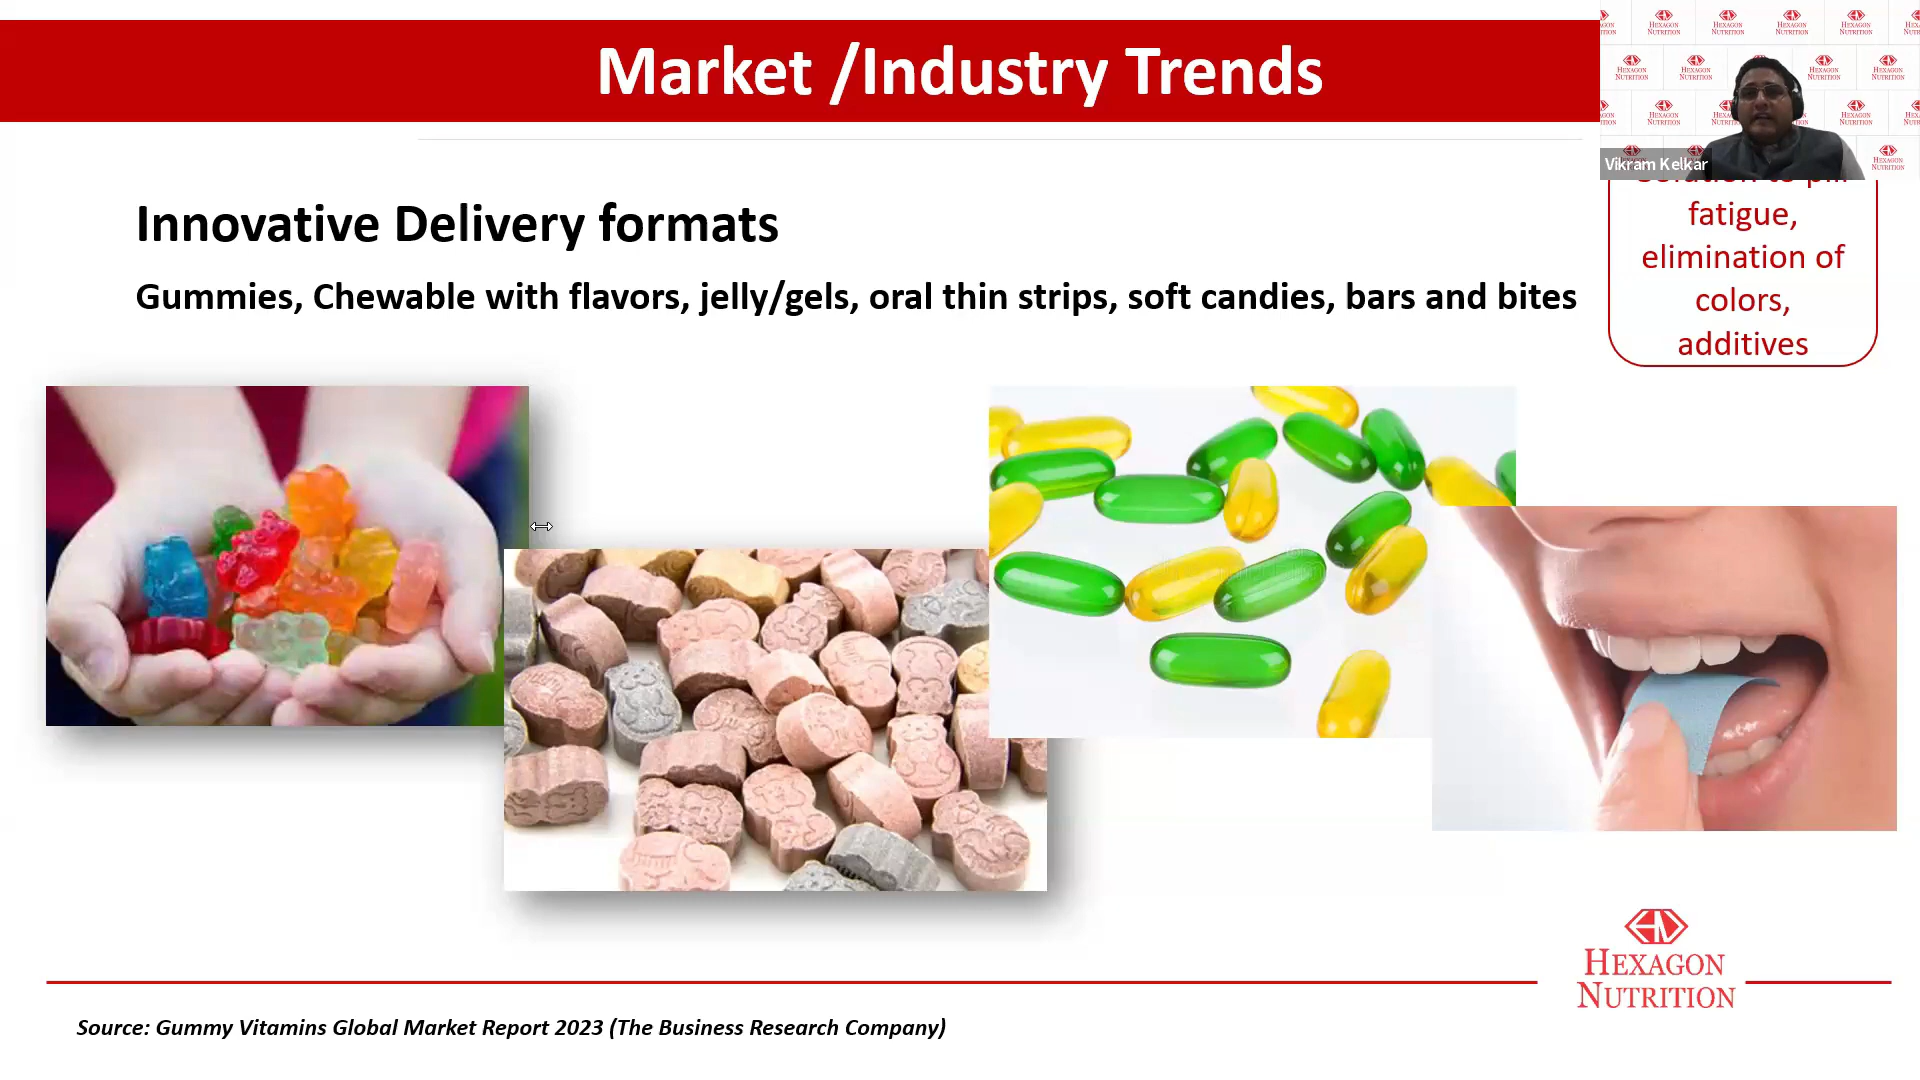 Market /Industry Trends
HEXAGON
NUTRITION
Vikram Kelkar
Innovative Delivery formats
Gummies, Chewable with flavors, jelly/gels, oral thin strips, soft candies, bars and bites
fatigue,
elimination of
colors,
additives
HEXAGON
NUTRITION
Source: Gummy Vitamins Global Market Report 2023 (The Business Research Company)